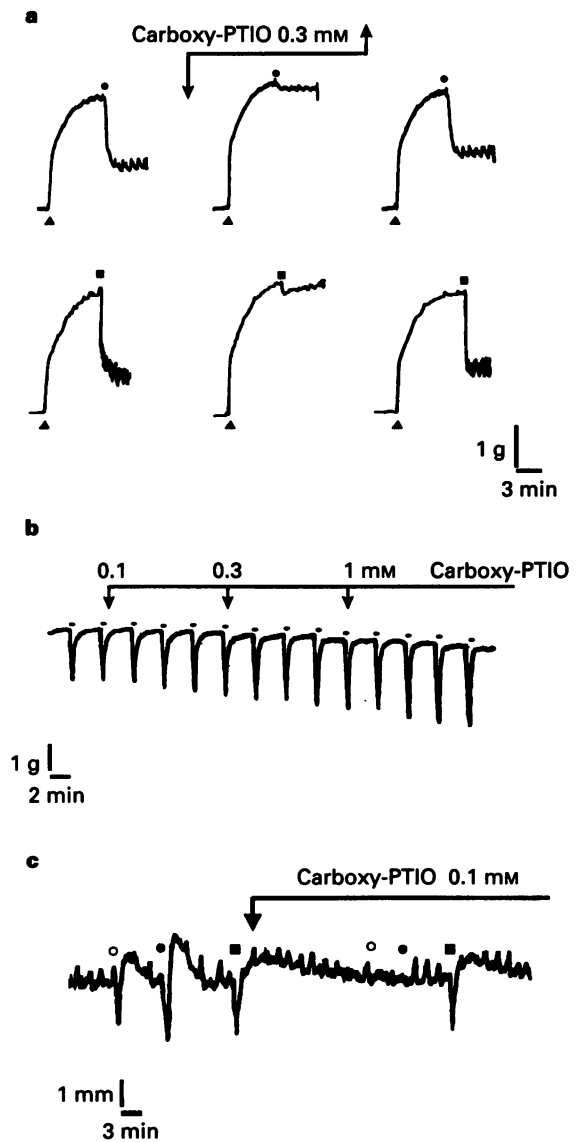 a
Carboxy-PTIO 0.3 mM
1 g
3 min
b
0.1 0.3 1 mM Carboxy-PTIO
1 g
2 min
c
Carboxy-PTIO 0.1 mM
1 mm
3 min